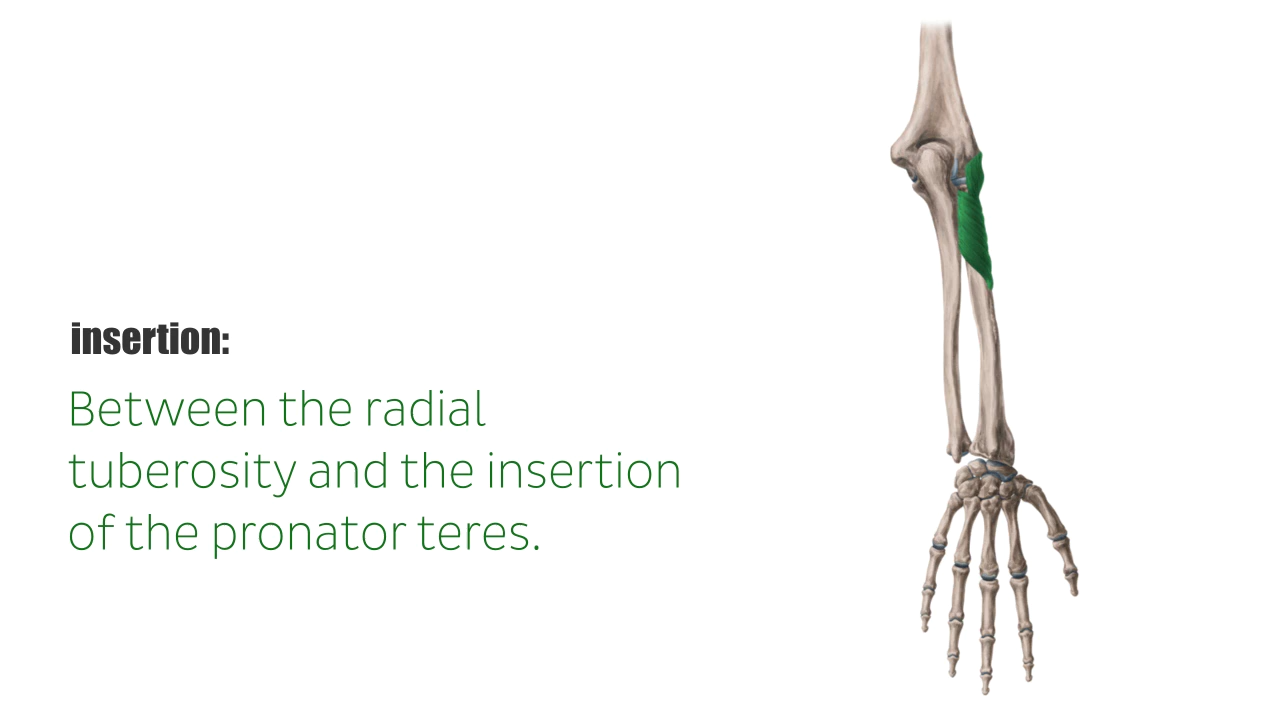 insertion:
Between the radial
tuberosity and the insertion
of the pronator teres.